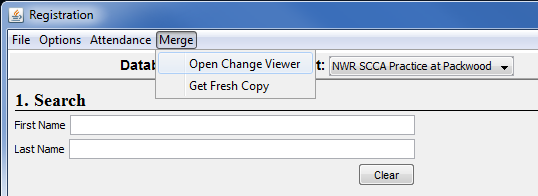 Registration
File Options Attendance Merge
Open Change Viewer
Get Fresh Copy
Datab t: NWR SCCA Practice at Packwood
1. Search
First Name
Last Name
Clear